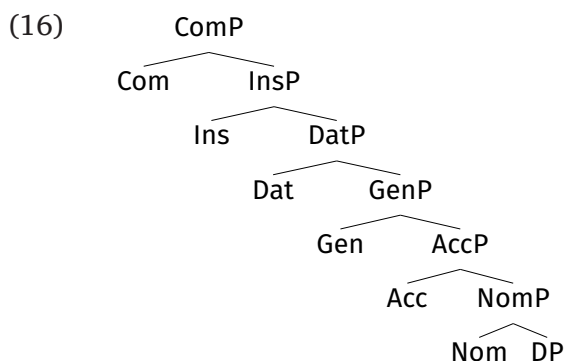 (16) ComP
Com InsP
Ins DatP
Dat GenP
Gen AccP
Acc NomP
Nom DP